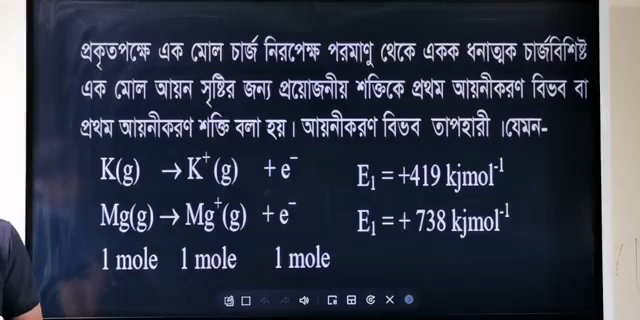 প্রকৃতপক্ষে এক মোল চার্জ নিরপেক্ষ পরমাণু থেকে একক ধনাত্মক চার্জবিশিষ্ট
এক মোল আয়ন সৃষ্টির জন্য প্রয়োজনীয় শক্তিকে প্রথম আয়নীকরণ বিভব বা
প্রথম আয়নীকরণ শক্তি বলা হয়। আয়নীকরণ বিভব তাপহারী ।যেমন-
K(g) → K⁺ (g) + e⁻ E₁ = +419 kjmol⁻¹
Mg(g) → Mg⁺(g) + e⁻ E₁ = + 738 kjmol⁻¹
1 mole 1 mole 1 mole